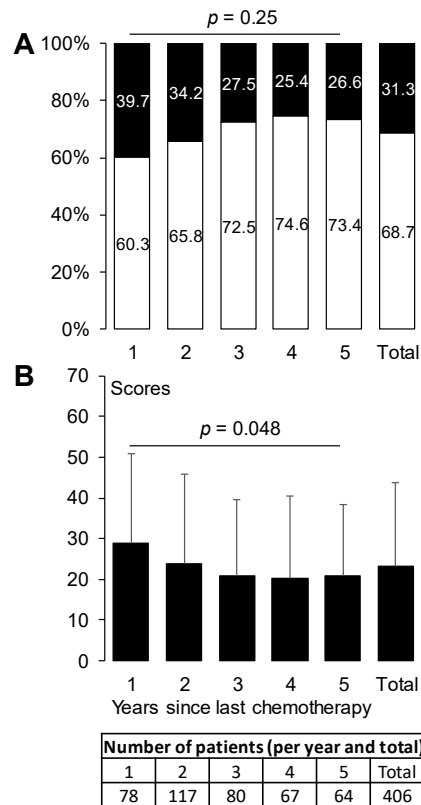 p = 0.25
A
100%
39.7 34.2 27.5 25.4 26.6 31.3
80%
60%
60.3 65.8 72.5 74.6 73.4 68.7
40%
20%
0%
1 2 3 4 5 Total
B
70
Scores
60
p = 0.048
50
40
30
20
10
0
1 2 3 4 5 Total
Years since last chemotherapy
Number of patients (per year and total)
1 2 3 4 5 Total
78 117 80 67 64 406